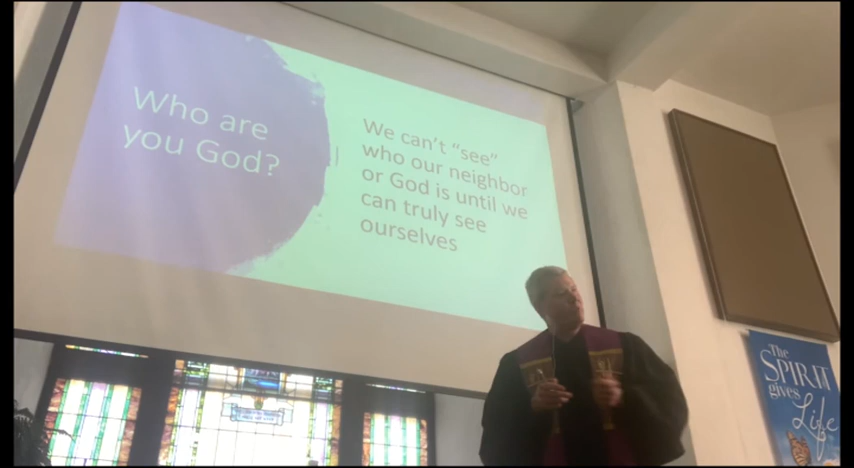 Who are
you God?
We can't "see"
who our neighbor
or God is until we
can truly see
ourselves
The
SPIRIT
gives
Life